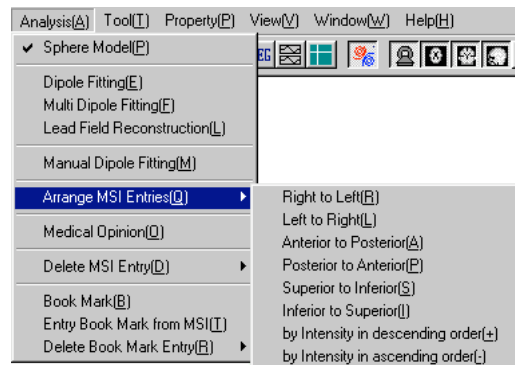 Analysis(A) Tool(T) Property(P) View(V) Window(W) Help(H)
✔ Sphere Model(P)
Dipole Fitting(E)
Multi Dipole Fitting(F)
Lead Field Reconstruction(L)
Manual Dipole Fitting(M)
Arrange MSI Entries(Q)
Medical Opinion(O)
Delete MSI Entry(D)
Book Mark(B)
Entry Book Mark from MSI(T)
Delete Book Mark Entry(R)
Right to Left(R)
Left to Right(L)
Anterior to Posterior(A)
Posterior to Anterior(P)
Superior to Inferior(S)
Inferior to Superior(I)
by Intensity in descending order(+)
by Intensity in ascending order(-)